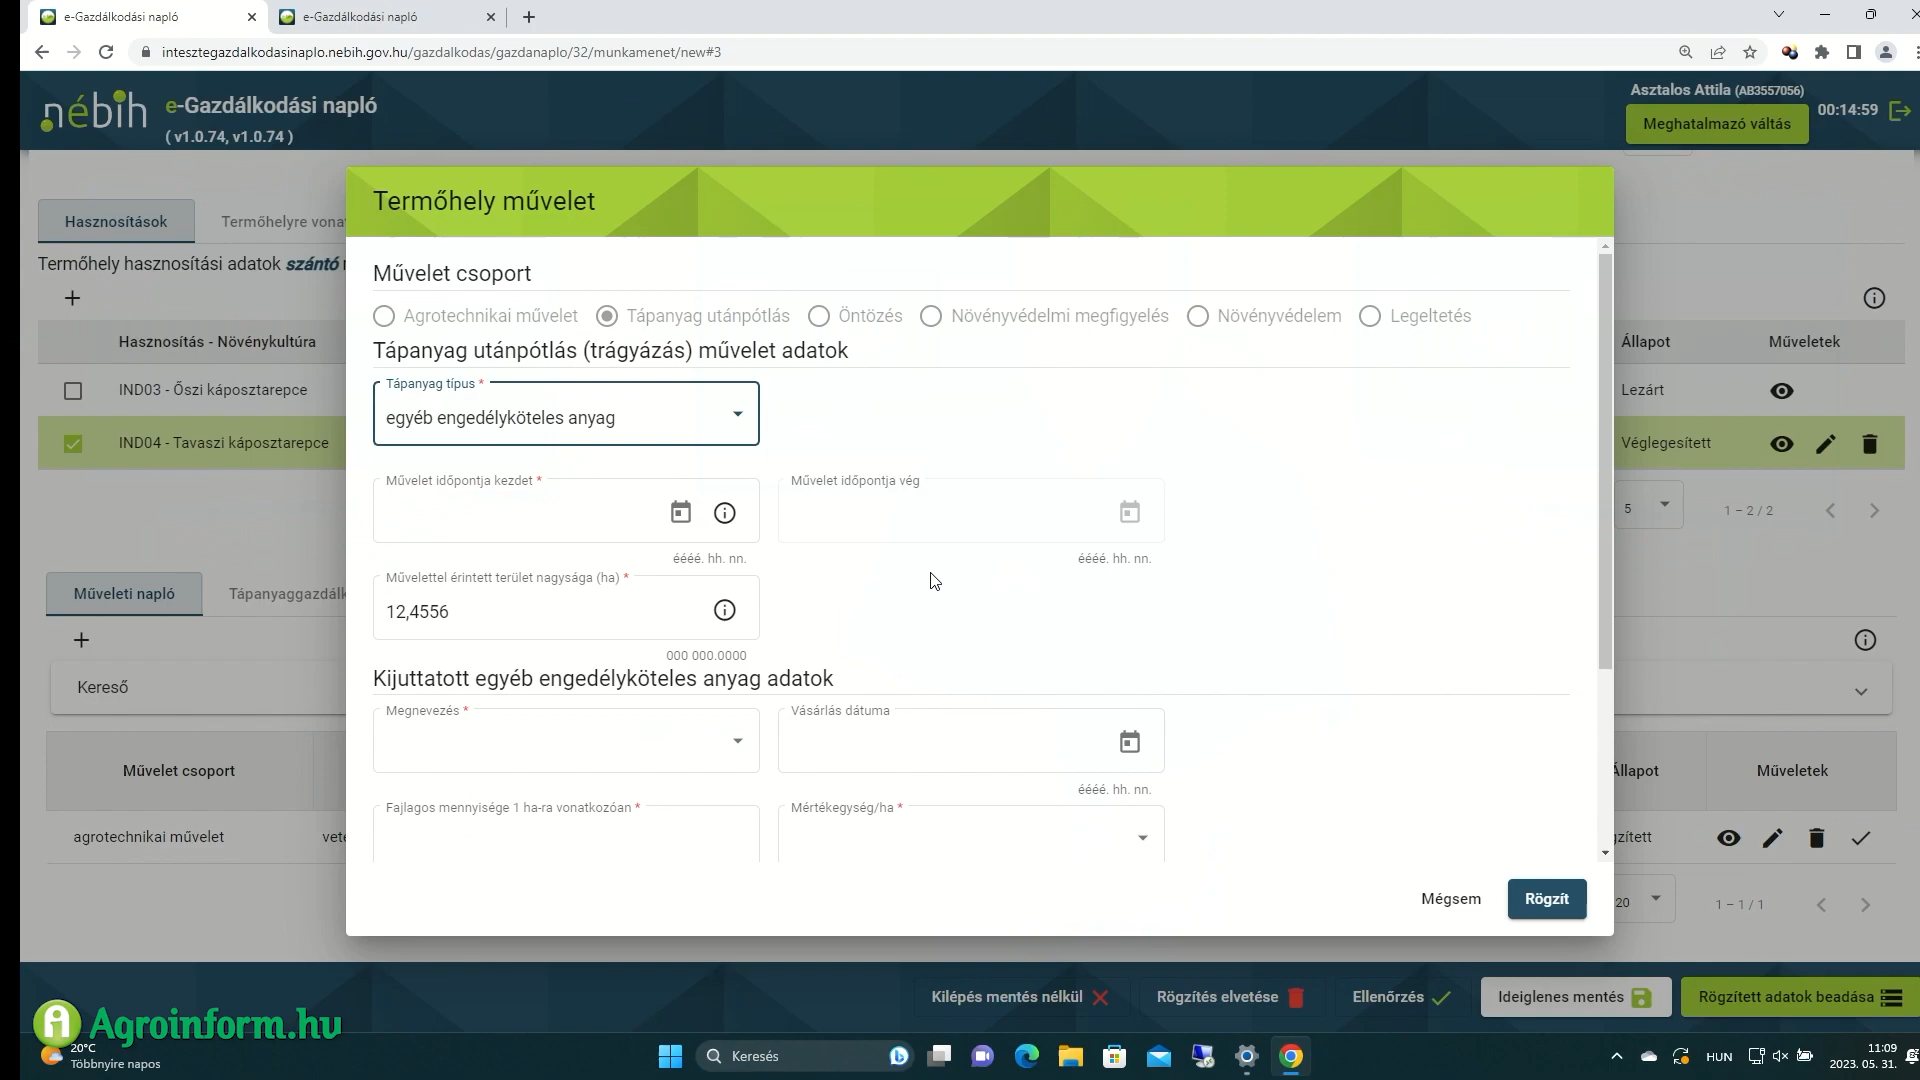 e-Gazdálkodási napló
e-Gazdálkodási napló
intesztegazdalkodasinaplo.nebih.gov.hu/gazdalkodas/gazdanaplo/32/munkamenet/new#3
nébih
e-Gazdálkodási napló
( v1.0.74, v1.0.74 )
Asztalos Attila (AB3557056)
Meghatalmazó váltás
00:14:59
Termőhely művelet
Hasznosítások
Termőhelyre vonat
Termőhely hasznosítási adatok szántó
Művelet csoport
Agrotechnikai művelet
Tápanyag utánpótlás
Öntözés
Növényvédelmi megfigyelés
Növényvédelem
Legeltetés
Hasznosítás - Növénykultúra
Állapot
Műveletek
Tápanyag utánpótlás (trágyázás) művelet adatok
Tápanyag típus *
egyéb engedélyköteles anyag
IND03 - Őszi káposztarepce
Lezárt
IND04 - Tavaszi káposztarepce
Véglegesített
Művelet időpontja kezdet *
Művelet időpontja vég
5
1 – 2 / 2
éééé. hh. nn.
éééé. hh. nn.
Művelettel érintett terület nagysága (ha) *
12,4556
000 000.0000
Műveleti napló
Tápanyaggazdálk
Kijuttatott egyéb engedélyköteles anyag adatok
Kereső
Megnevezés *
Vásárlás dátuma
éééé. hh. nn.
Művelet csoport
Állapot
Műveletek
Fajlagos mennyisége 1 ha-ra vonatkozóan *
Mértékegység/ha *
agrotechnikai művelet
vete
gzített
Mégsem
Rögzít
20
1 – 1 / 1
Kilépés mentés nélkül
Rögzítés elvetése
Ellenőrzés
Ideiglenes mentés
Rögzített adatok beadása
Agroinform.hu
20°C
Többnyire napos
Keresés
HUN
11:09
2023. 05. 31.